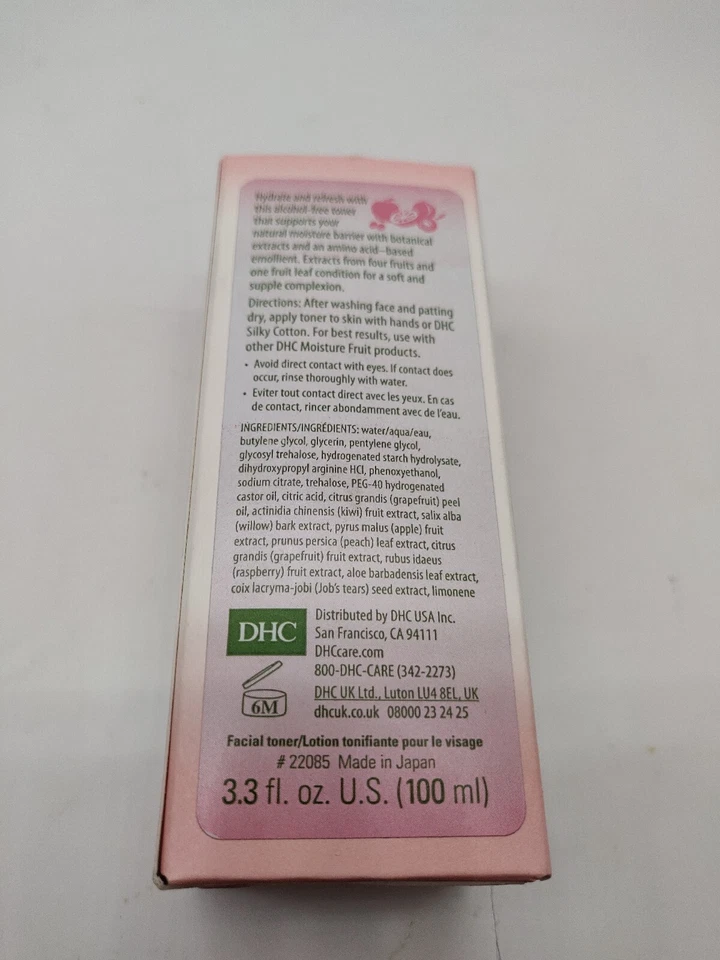 Hydrate and refresh with
this alcohol-free toner
that supports your
natural moisture barrier with botanical
extracts and an amino acid–based
emollient. Extracts from four fruits and
one fruit leaf condition for a soft and
supple complexion.
Directions: After washing face and patting
dry, apply toner to skin with hands or DHC
Silky Cotton. For best results, use with
other DHC Moisture Fruit products.
• Avoid direct contact with eyes. If contact does
occur, rinse thoroughly with water.
• Eviter tout contact direct avec les yeux. En cas
de contact, rincer abondamment avec de l'eau.
INGREDIENTS/INGRÉDIENTS: water/aqua/eau,
butylene glycol, glycerin, pentylene glycol,
glycosyl trehalose, hydrogenated starch hydrolysate,
dihydroxypropyl arginine HCl, phenoxyethanol,
sodium citrate, trehalose, PEG-40 hydrogenated
castor oil, citric acid, citrus grandis (grapefruit) peel
oil, actinidia chinensis (kiwi) fruit extract, salix alba
(willow) bark extract, pyrus malus (apple) fruit
extract, prunus persica (peach) leaf extract, citrus
grandis (grapefruit) fruit extract, rubus idaeus
(raspberry) fruit extract, aloe barbadensis leaf extract,
coix lacryma-jobi (Job's tears) seed extract, limonene
DHC
Distributed by DHC USA Inc.
San Francisco, CA 94111
DHCcare.com
800-DHC-CARE (342-2273)
6M
DHC UK Ltd., Luton LU4 8EL, UK
dhcuk.co.uk 08000 23 24 25
Facial toner/Lotion tonifiante pour le visage
# 22085 Made in Japan
3.3 fl. oz. U.S. (100 ml)